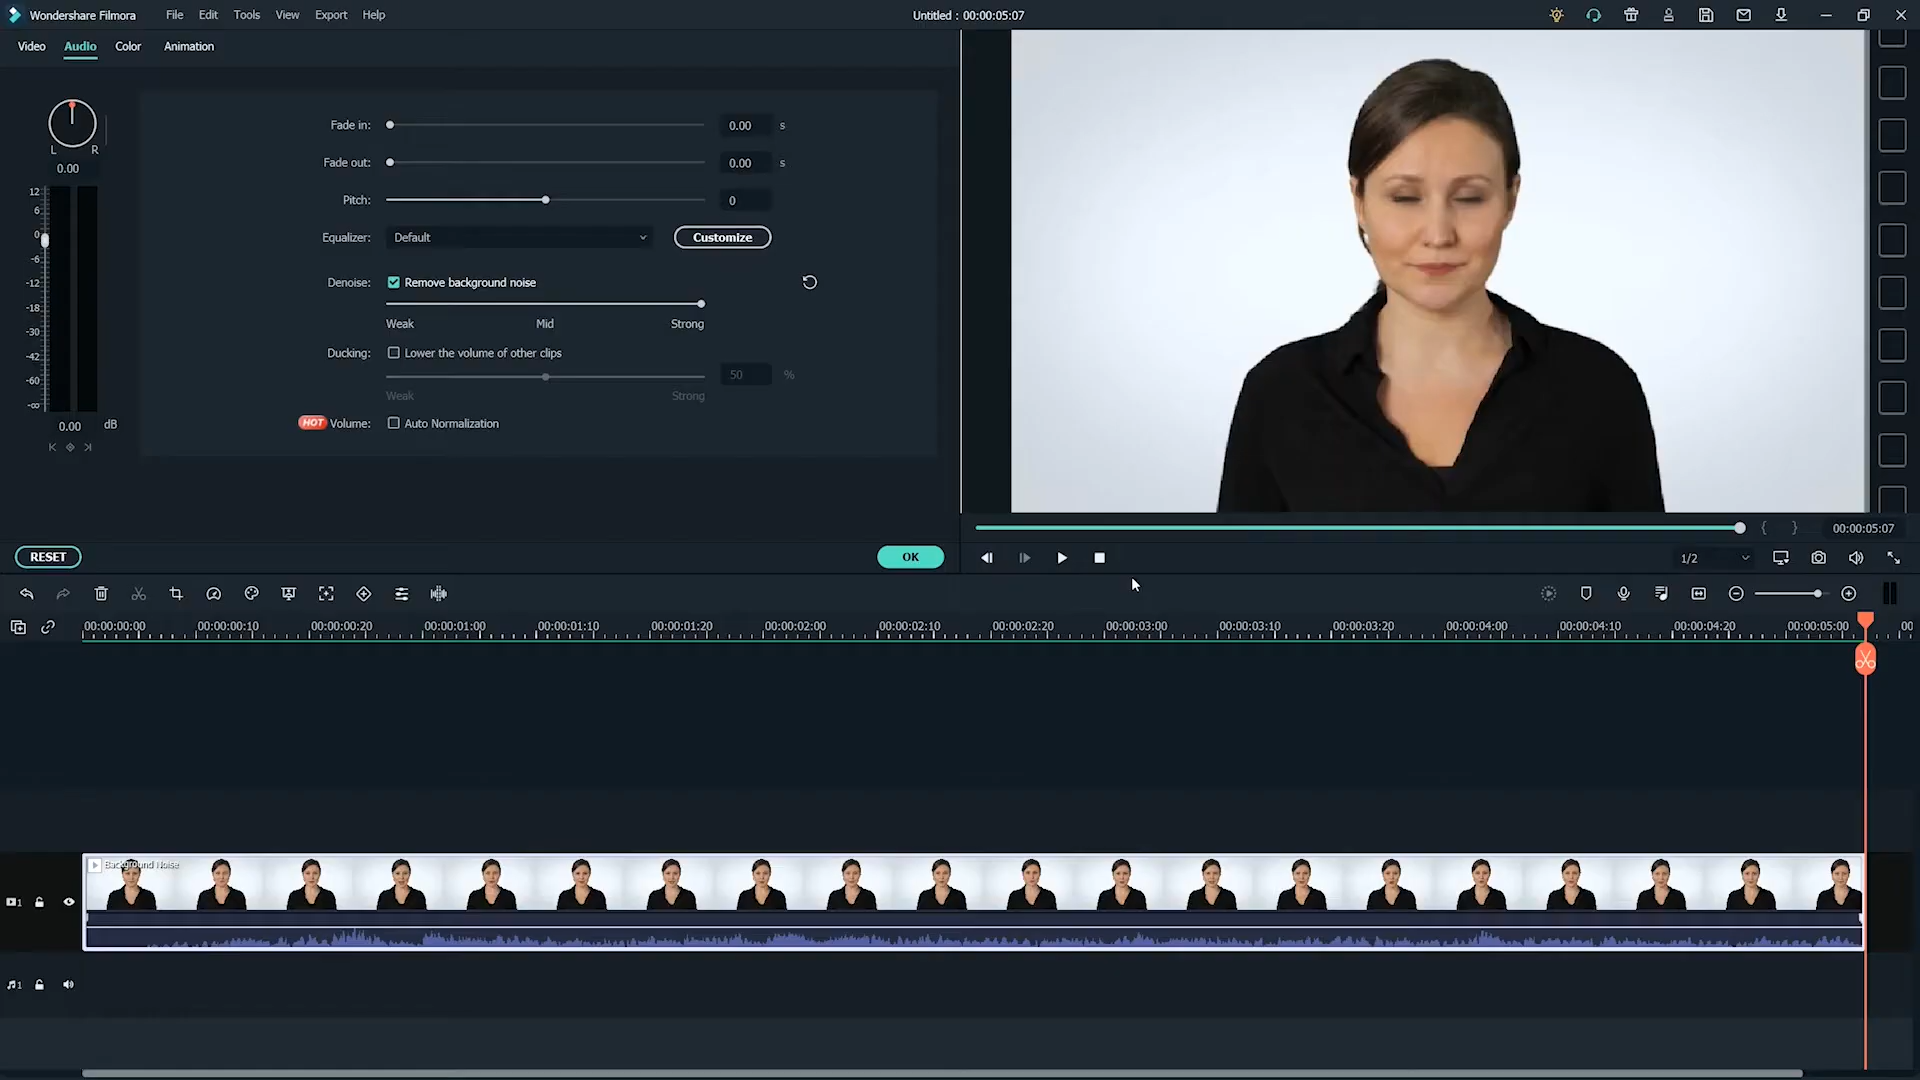 Wondershare Filmora File Edit Tools View Export Help Untitled : 00:00:05:07
Video Audio Color Animation
L R
0.00
12
6
0
-6
-12
-18
-30
-42
-60
-∞
0.00 dB
Fade in: 0.00 s
Fade out: 0.00 s
Pitch: 0
Equalizer: Default Customize
Denoise: Remove background noise
Weak Mid Strong
Ducking: Lower the volume of other clips
50 %
Weak Strong
HOT Volume: Auto Normalization
{ } 00:00:05:07
RESET OK 1/2
00:00:00:00 00:00:00:10 00:00:00:20 00:00:01:00 00:00:01:10 00:00:01:20 00:00:02:00 00:00:02:10 00:00:02:20 00:00:03:00 00:00:03:10 00:00:03:20 00:00:04:00 00:00:04:10 00:00:04:20 00:00:05:00 00
Background Noise
1
1